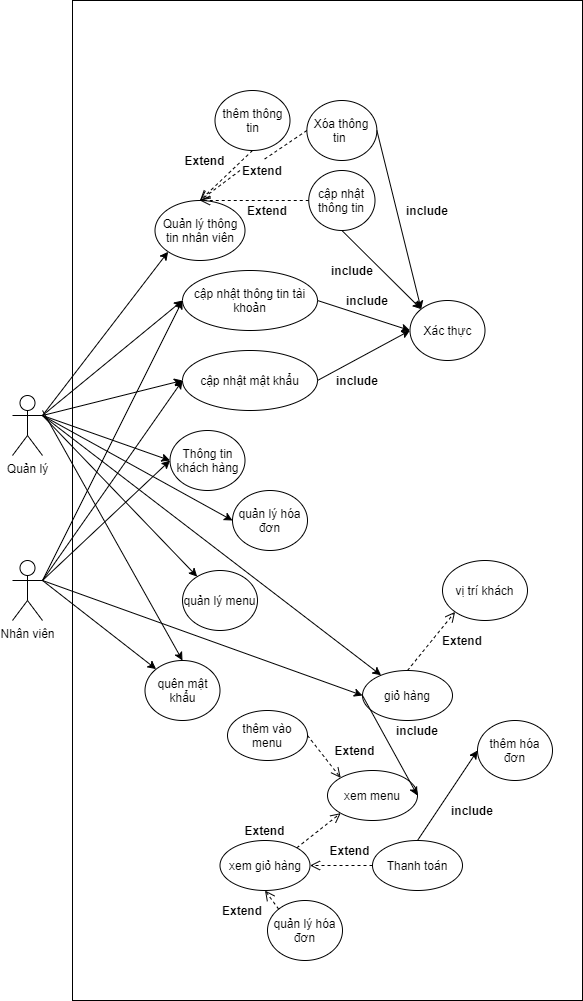 thêm thông
tin
Xóa thông
tin
Extend
Extend
cập nhật
thông tin
Extend
include
Quản lý thông
tin nhân viên
include
cập nhật thông tin tài
khoản
include
Xác thực
cập nhật mật khẩu
include
Quản lý
Thông tin
khách hàng
quản lý hóa
đơn
Nhân viên
quản lý menu
vị trí khách
Extend
quên mật
khẩu
giỏ hàng
include
thêm vào
menu
Extend
thêm hóa
đơn
xem menu
include
Extend
Extend
xem giỏ hàng
Thanh toán
Extend
quản lý hóa
đơn